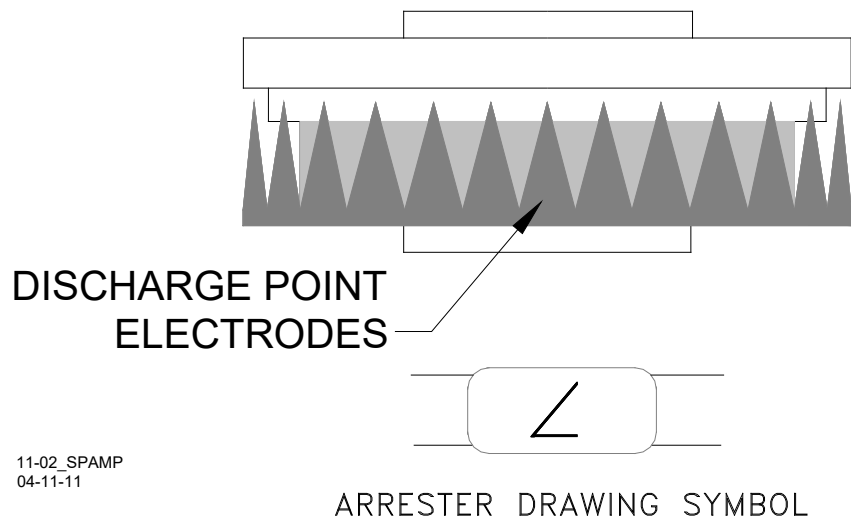 DISCHARGE POINT
ELECTRODES
11-02_SPAMP
04-11-11
ARRESTER DRAWING SYMBOL